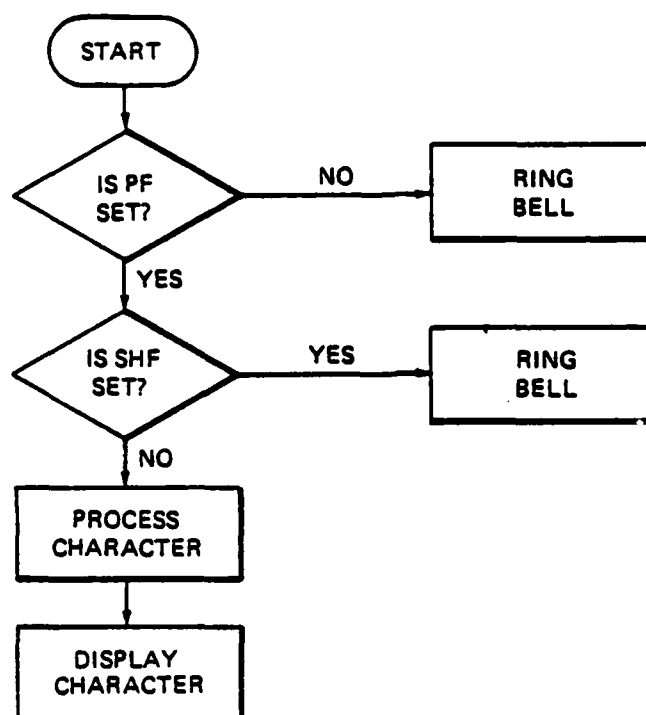 START
IS PF
SET?
NO
RING
BELL
YES
IS SHF
SET?
YES
RING
BELL
NO
PROCESS
CHARACTER
DISPLAY
CHARACTER